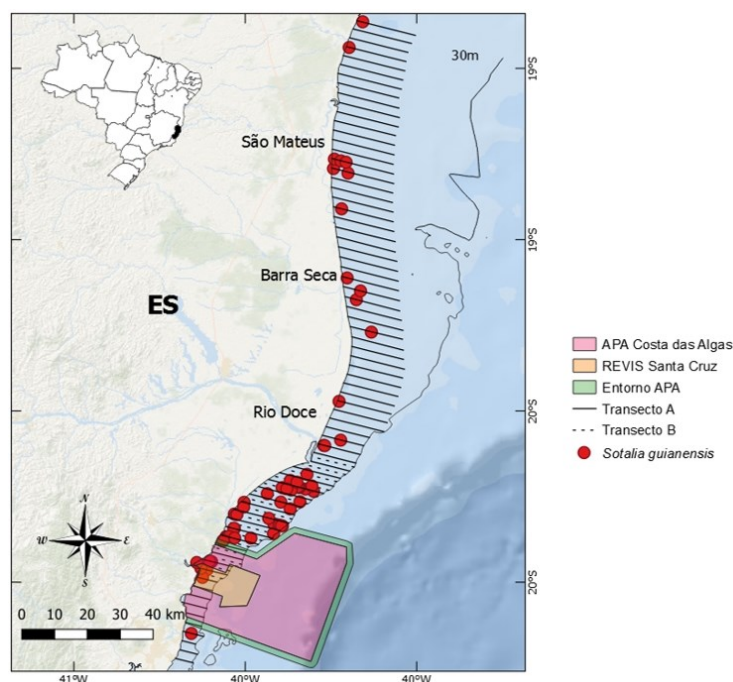 30m
São Mateus
Barra Seca
ES
Rio Doce
19°S
19°S
20°S
20°S
N
W
E
S
0 10 20 30 40 km
41°W
40°W
40°W
APA Costa das Algas
REVIS Santa Cruz
Entorno APA
Transecto A
Transecto B
Sotalia guianensis